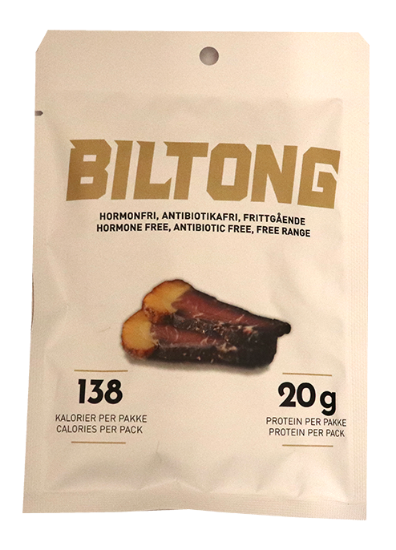 BILTONG
HORMONFRI, ANTIBIOTIKAFRI, FRITTGÅENDE
HORMONE FREE, ANTIBIOTIC FREE, FREE RANGE
138
KALORIER PER PAKKE
CALORIES PER PACK
20g
PROTEIN PER PAKKE
PROTEIN PER PACK